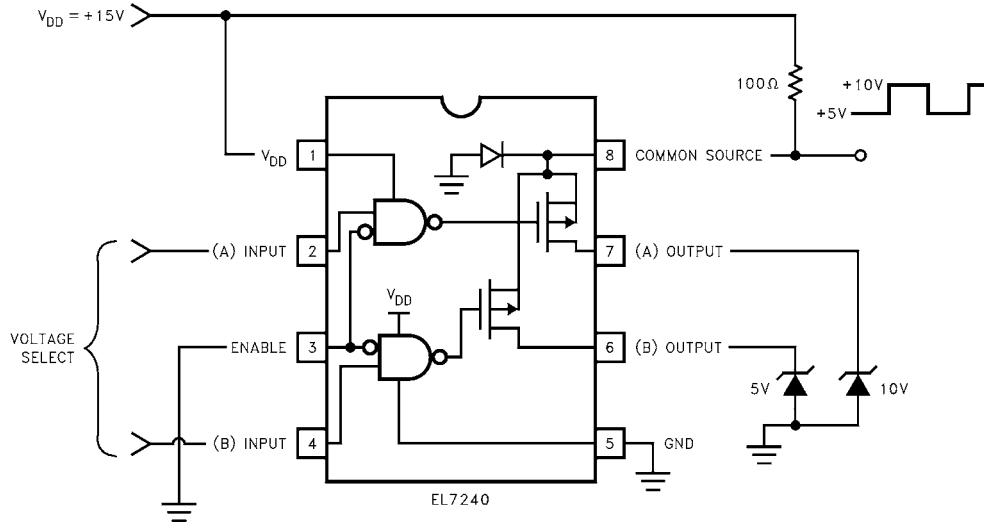 V_DD = +15V
100Ω
+10V
+5V
V_DD
1
8
COMMON SOURCE
(A) INPUT
2
7
(A) OUTPUT
V_DD
VOLTAGE
SELECT
ENABLE
3
6
(B) OUTPUT
5V
10V
(B) INPUT
4
5
GND
EL7240